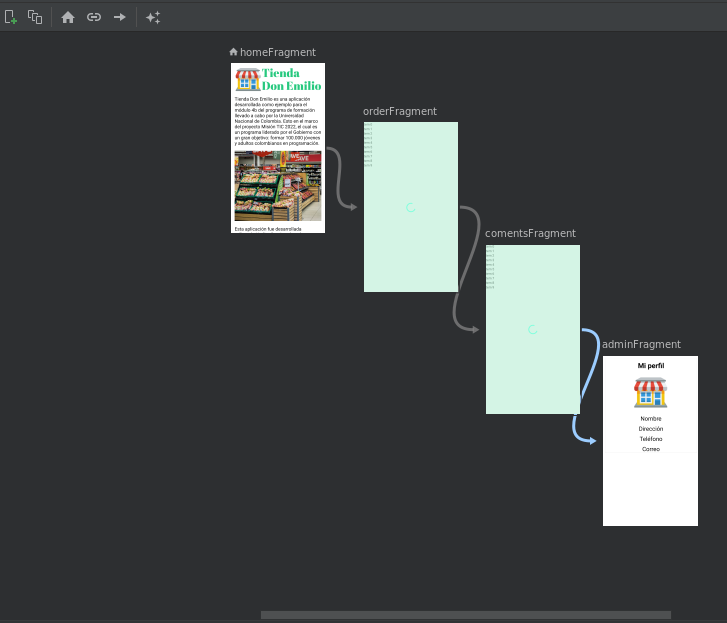 homeFragment
Tienda
Don Emilio
Tienda Don Emilio es una aplicación
desarrollada como ejemplo para el
módulo 4b del programa de formación
llevado a cabo por la Universidad
Nacional de Colombia. Esto en el marco
del proyecto Misión TIC 2022, el cuál es
un programa liderado por el Gobierno con
un gran objetivo; formar 100.000 jóvenes
y adultos colombianos en programación.
Esta aplicación fue desarrollada
orderFragment
comentsFragment
adminFragment
Mi perfil
Nombre
Dirección
Teléfono
Correo